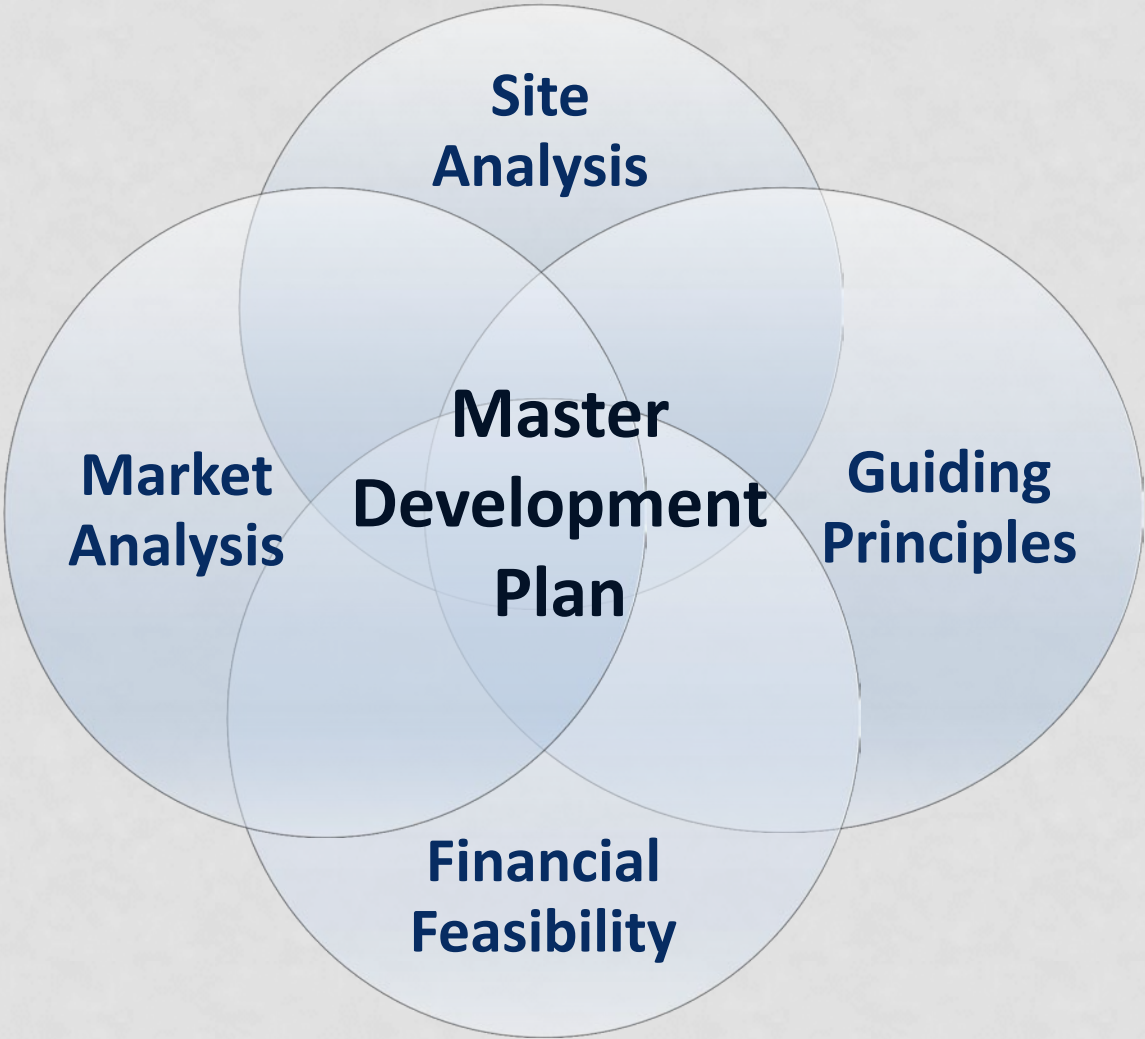 Site
Analysis
Master
Development
Plan
Market
Analysis
Guiding
Principles
Financial
Feasibility